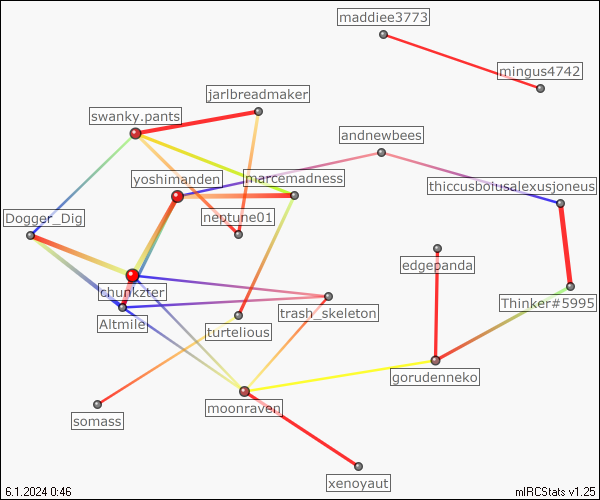 maddiee3773
mingus4742
jarlbreadmaker
swanky.pants
andnewbees
yoshimanden
marcemadness
thiccusboiusalexusjoneus
Dogger_Dig
neptune01
edgepanda
chunkzter
Thinker#5995
trash_skeleton
Altmile
turtelious
gorudenneko
moonraven
somass
xenoyaut
6.1.2024 0:46
mIRCStats v1.25